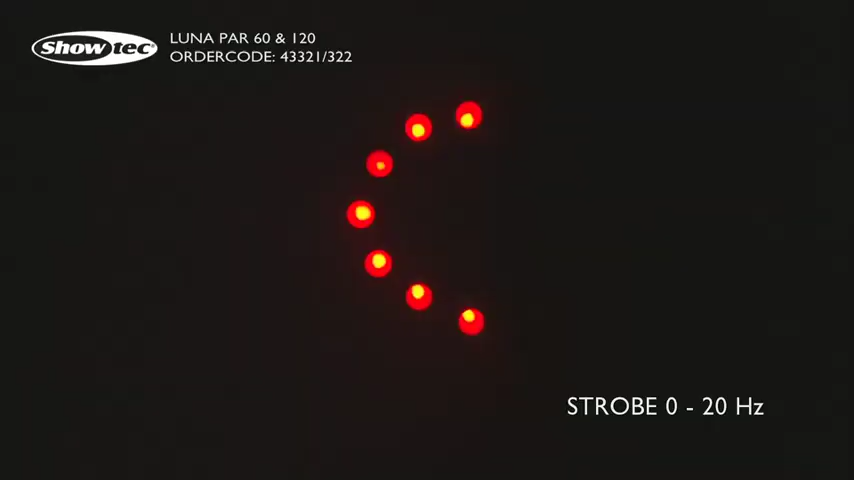 Showtec
LUNA PAR 60 & 120
ORDERCODE: 43321/322
STROBE 0 - 20 Hz